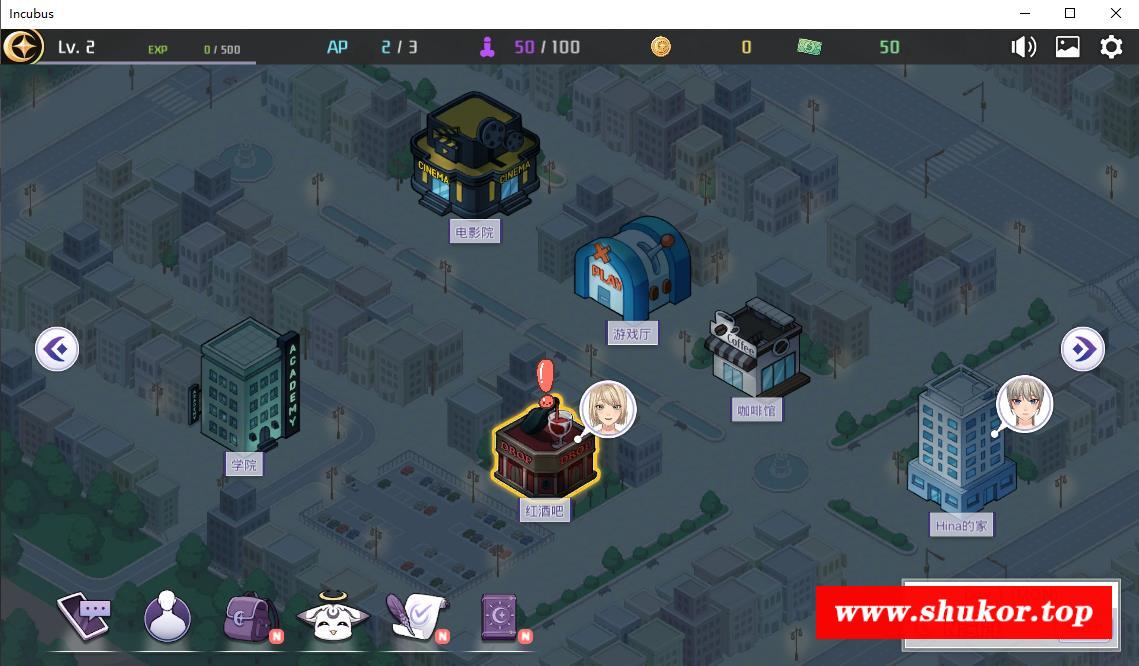 Incubus
Lv. 2 EXP 0 / 500 AP 2 / 3 50 / 100 0 50
CINEMA CINEMA
电影院
PLAY
游戏厅
Coffee
咖啡馆
ACADEMY
学院
DROP DROP
红酒吧
Hina的家
N N N
www.shukor.top